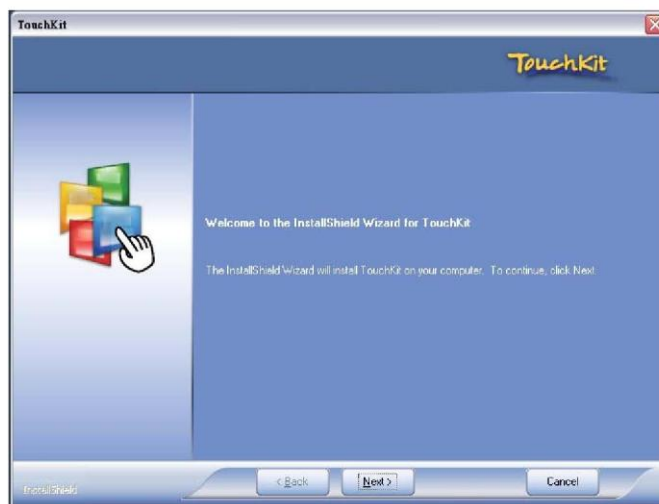 TouchKit
TouchKit
Welcome to the InstallShield Wizard for TouchKit
The InstallShield Wizard will install TouchKit on your computer. To continue, click Next.
InstallShield
< Back
Next >
Cancel